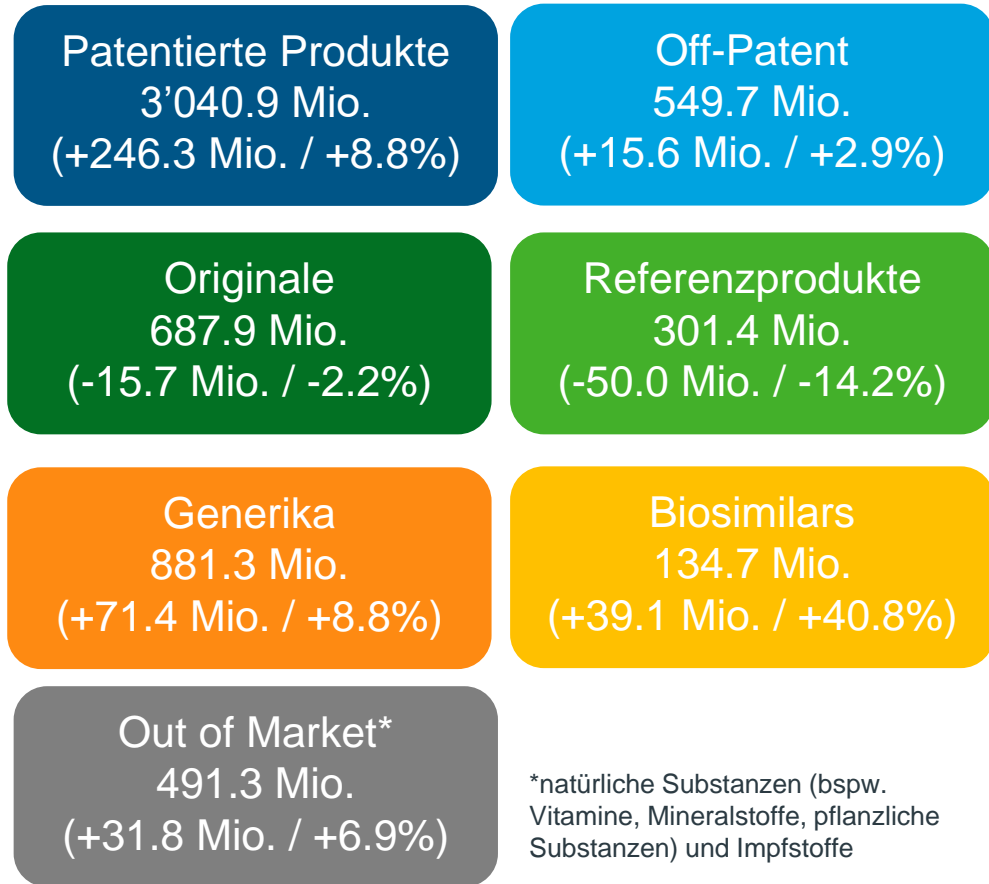 Patentierte Produkte
3’040.9 Mio.
(+246.3 Mio. / +8.8%)
Off-Patent
549.7 Mio.
(+15.6 Mio. / +2.9%)
Originale
687.9 Mio.
(-15.7 Mio. / -2.2%)
Referenzprodukte
301.4 Mio.
(-50.0 Mio. / -14.2%)
Generika
881.3 Mio.
(+71.4 Mio. / +8.8%)
Biosimilars
134.7 Mio.
(+39.1 Mio. / +40.8%)
Out of Market*
491.3 Mio.
(+31.8 Mio. / +6.9%)
*natürliche Substanzen (bspw.
Vitamine, Mineralstoffe, pflanzliche
Substanzen) und Impfstoffe